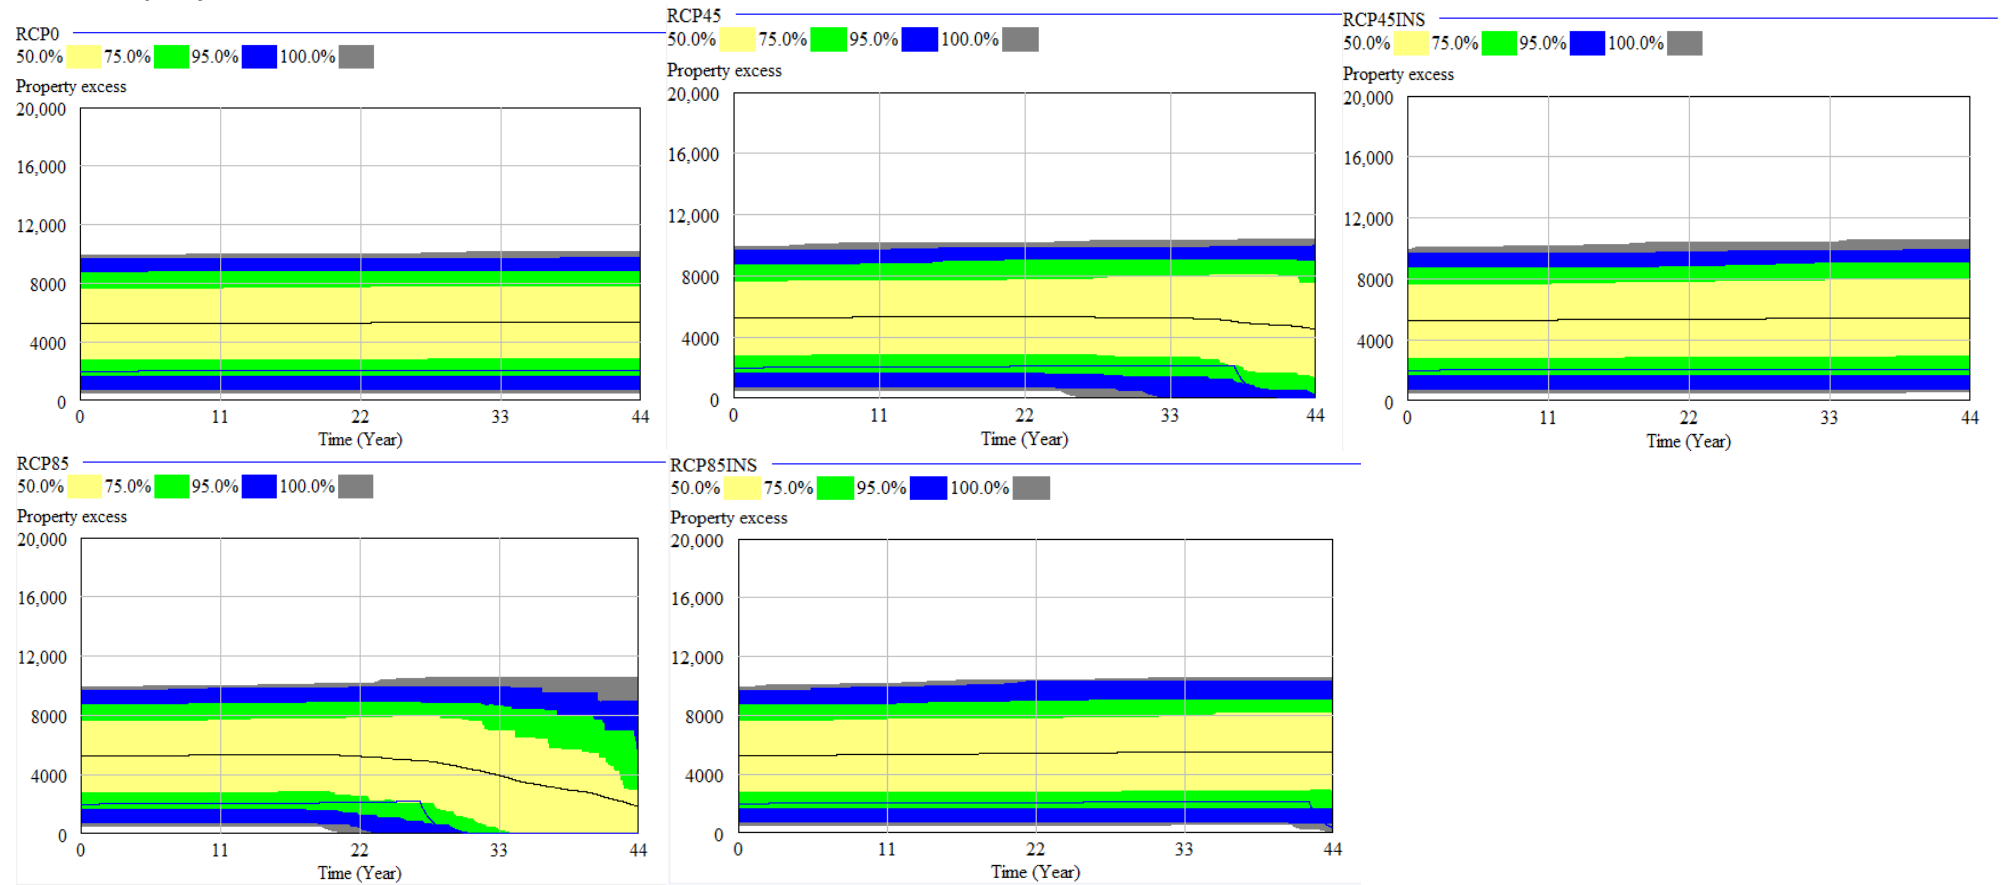 RCP0
50.0% 75.0% 95.0% 100.0%
Property excess
20,000
16,000
12,000
8000
4000
0
0 11 22 33 44
Time (Year)
RCP45
50.0% 75.0% 95.0% 100.0%
Property excess
20,000
16,000
12,000
8000
4000
0
0 11 22 33 44
Time (Year)
RCP45INS
50.0% 75.0% 95.0% 100.0%
Property excess
20,000
16,000
12,000
8000
4000
0
0 11 22 33 44
Time (Year)
RCP85
50.0% 75.0% 95.0% 100.0%
Property excess
20,000
16,000
12,000
8000
4000
0
0 11 22 33 44
Time (Year)
RCP85INS
50.0% 75.0% 95.0% 100.0%
Property excess
20,000
16,000
12,000
8000
4000
0
0 11 22 33 44
Time (Year)